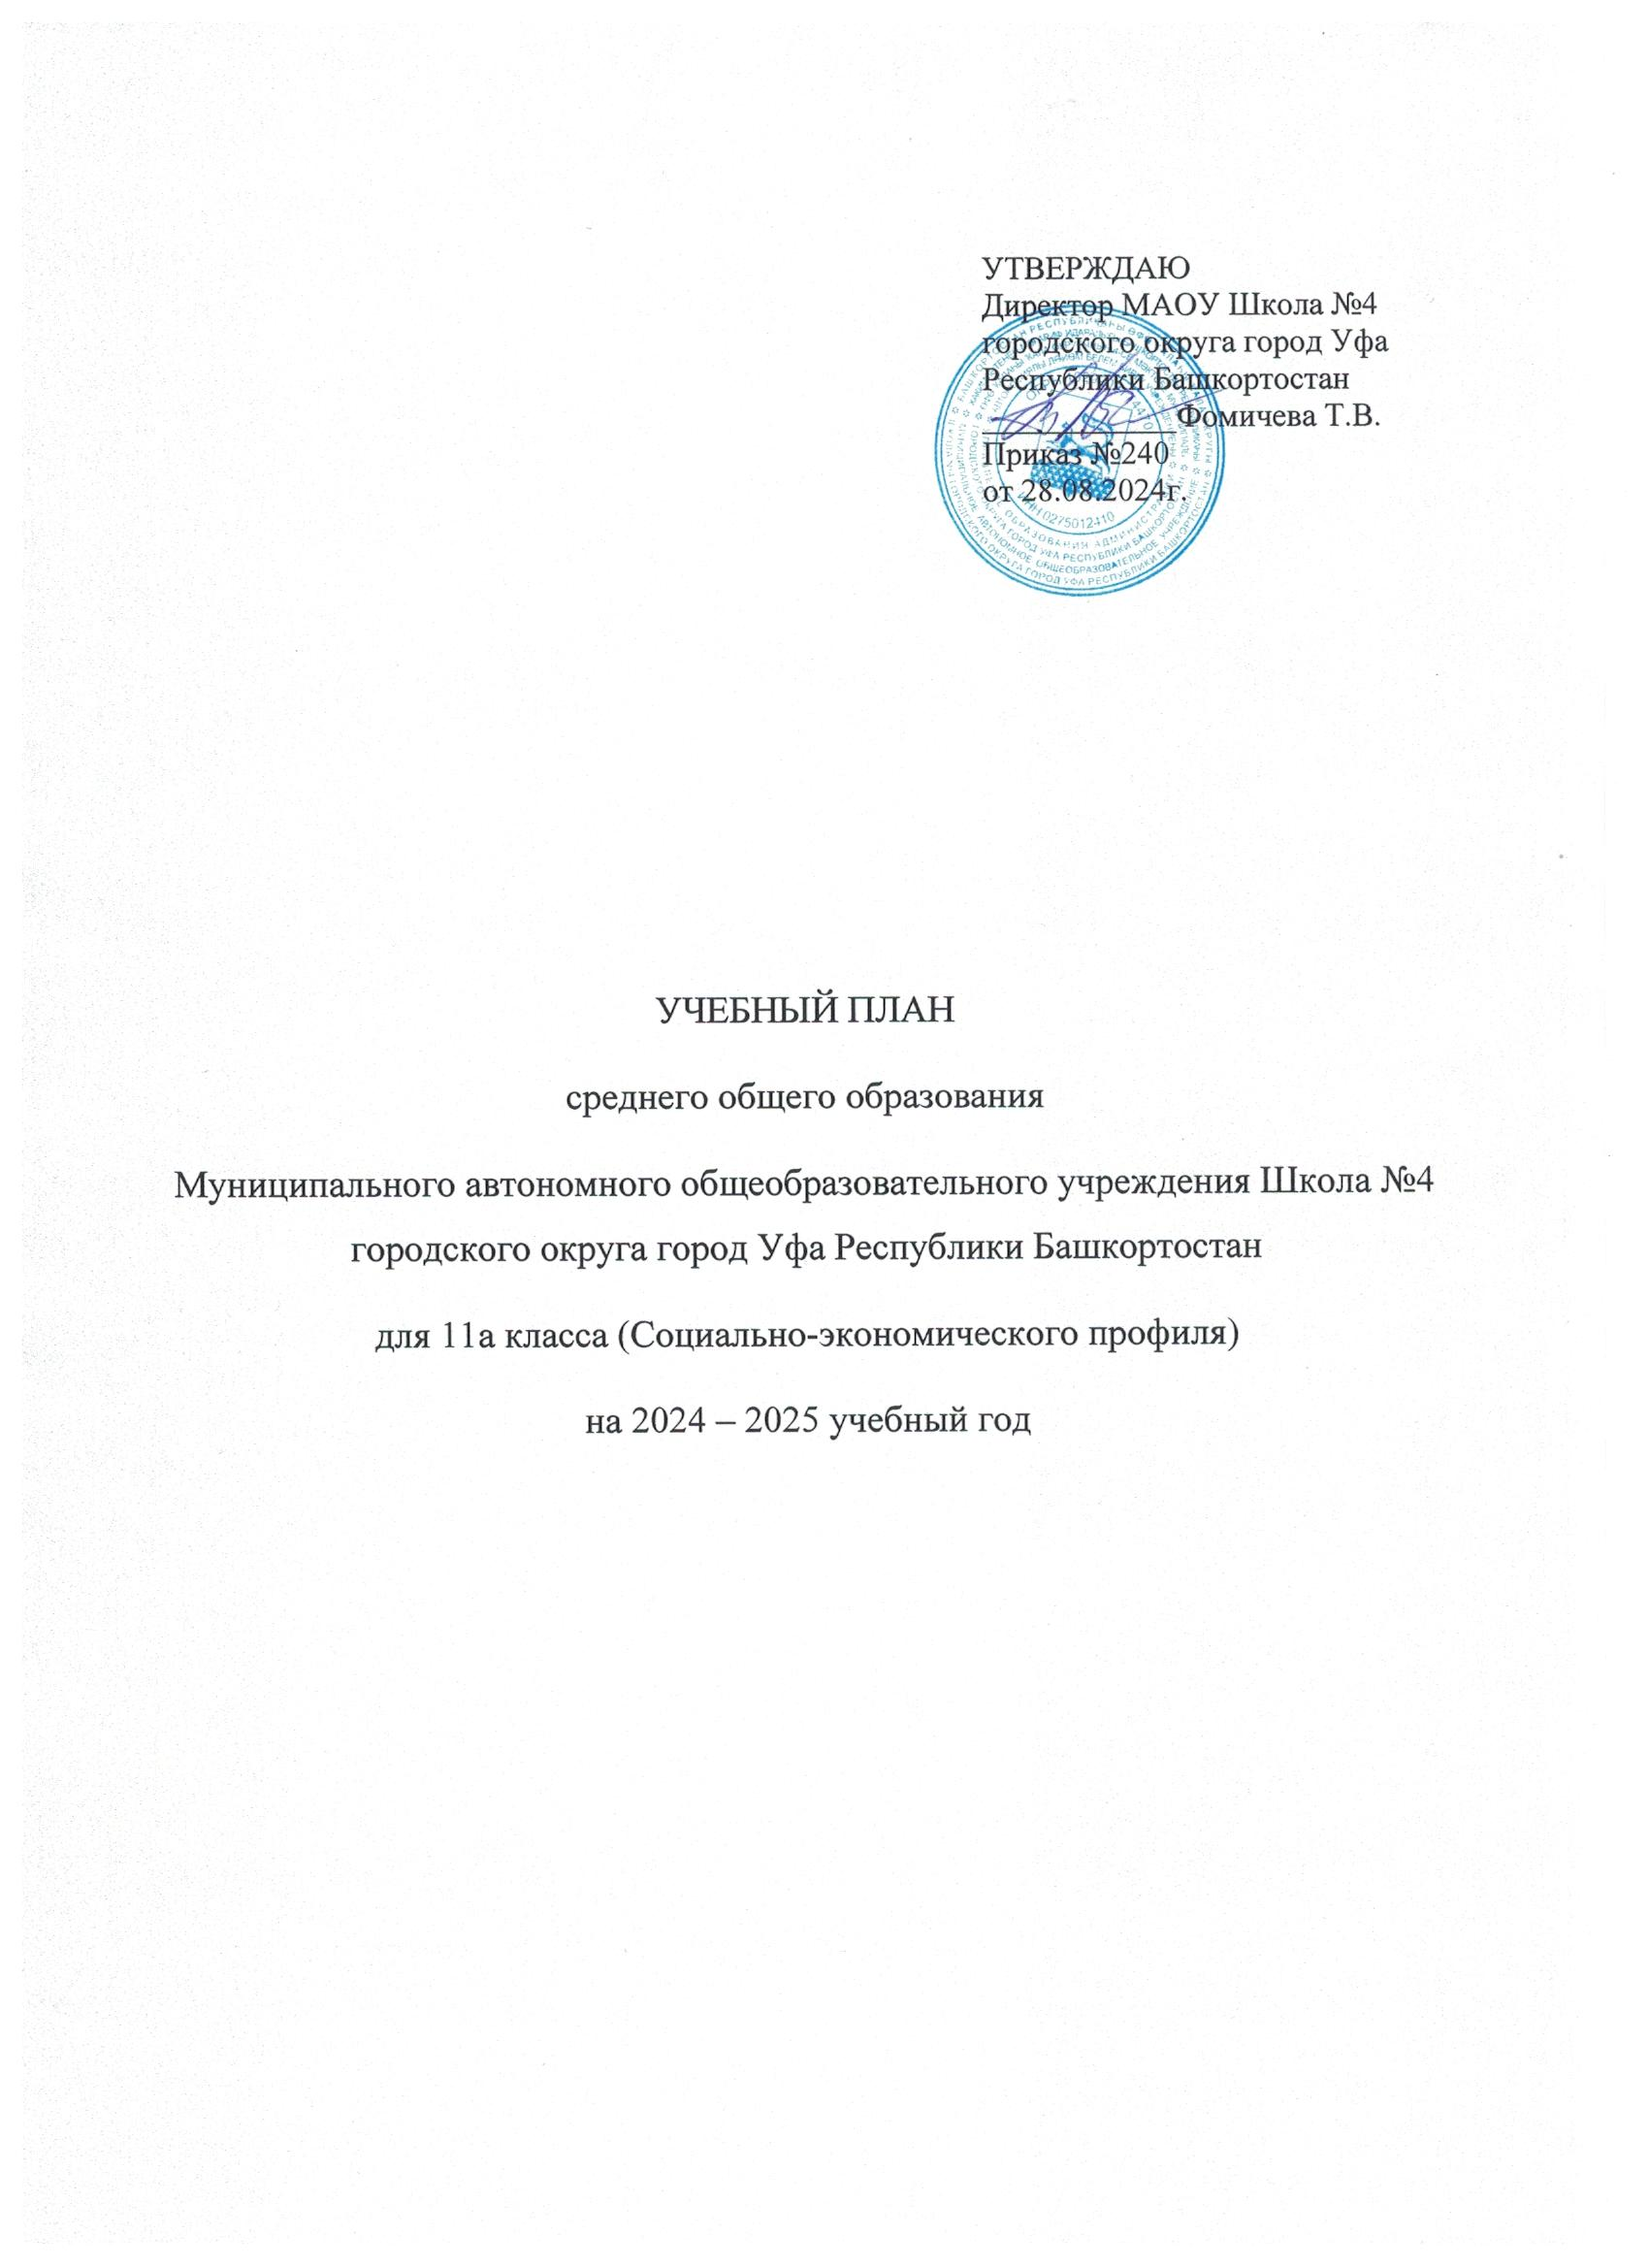 УТВЕРЖДАЮ
Директор МАОУ Школа №4
городского округа город Уфа
Республики Башкортостан
Фомичева Т.В.
Приказ №240
от 28.08.2024г.
ИНН 0275012410
УЧЕБНЫЙ ПЛАН
среднего общего образования
Муниципального автономного общеобразовательного учреждения Школа №4
городского округа город Уфа Республики Башкортостан
для 11а класса (Социально-экономического профиля)
на 2024 – 2025 учебный год